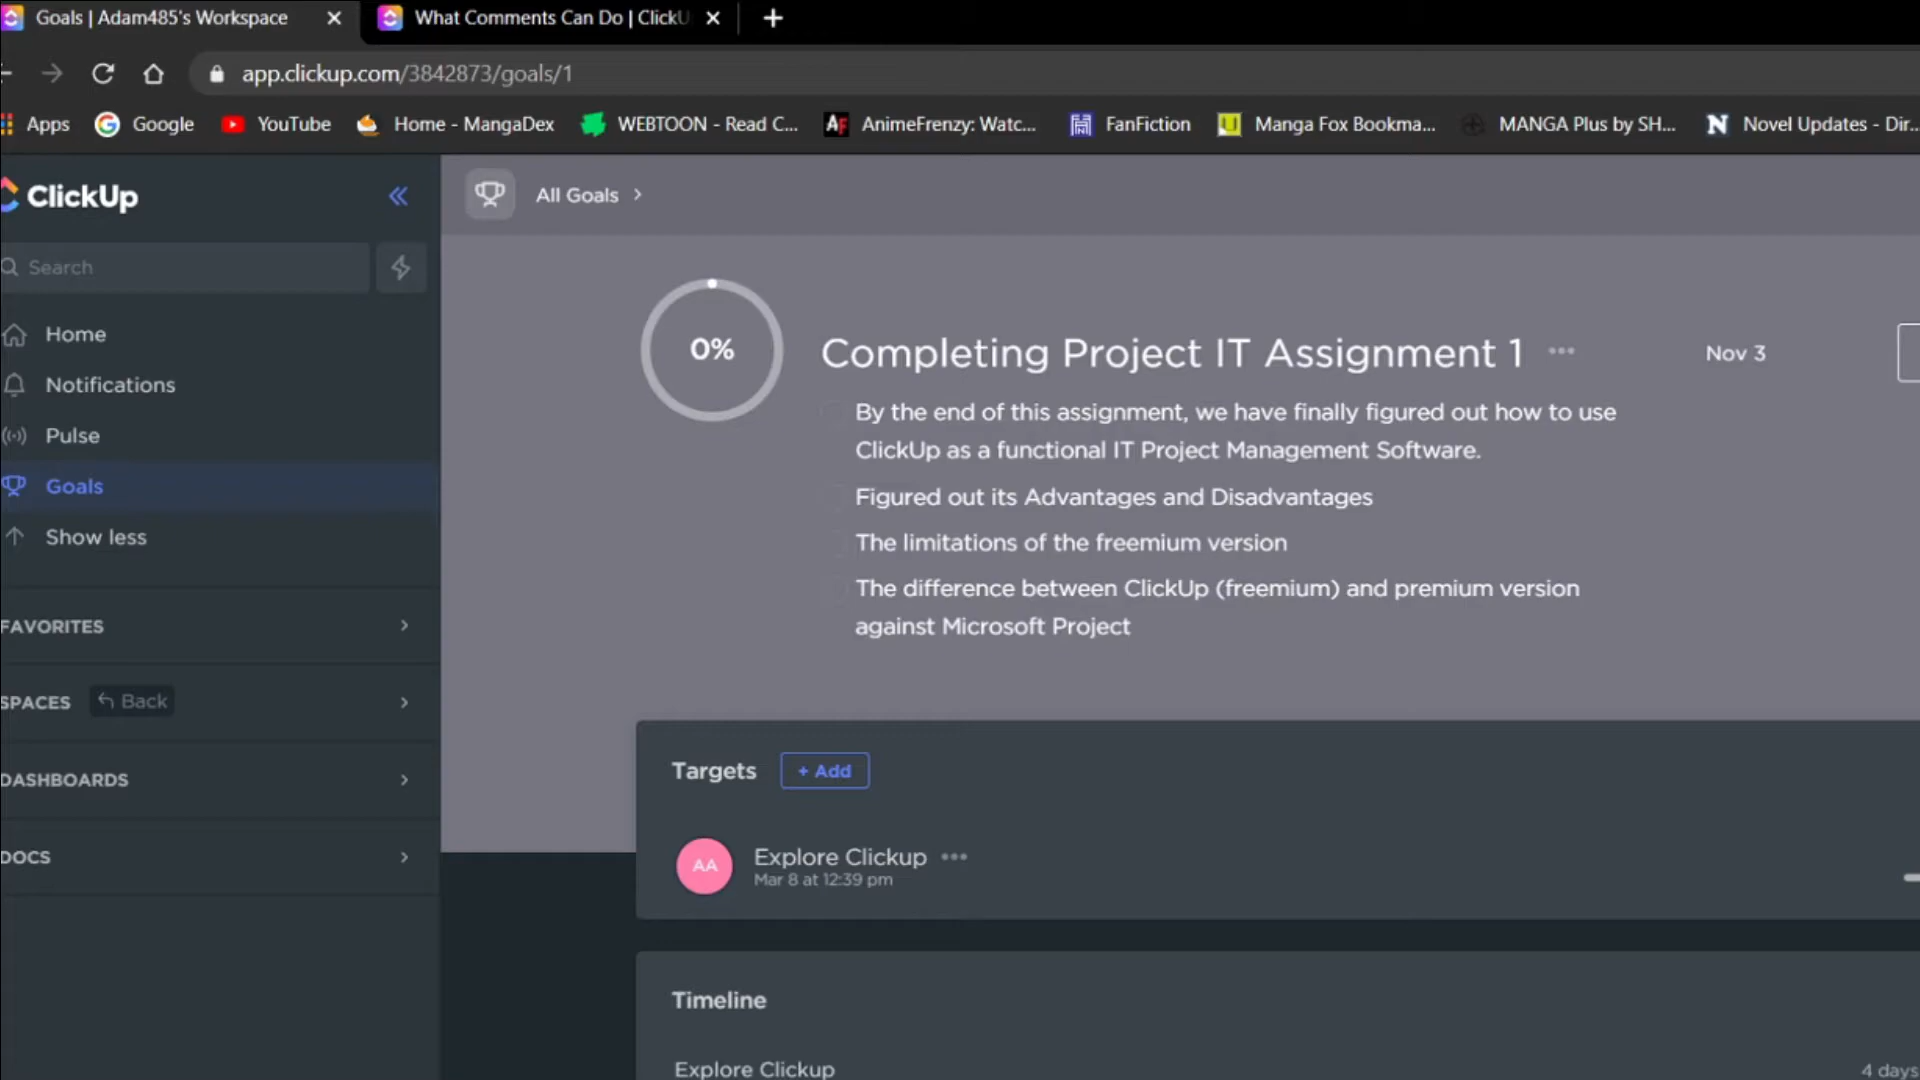 Goals | Adam485's Workspace
What Comments Can Do | ClickU
app.clickup.com/3842873/goals/1
Apps
Google
YouTube
Home - MangaDex
WEBTOON - Read C...
AF AnimeFrenzy: Watc...
FanFiction
Manga Fox Bookma...
MANGA Plus by SH...
N Novel Updates - Dir...
ClickUp
Search
Home
Notifications
Pulse
Goals
Show less
FAVORITES
SPACES
Back
DASHBOARDS
DOCS
All Goals
0%
Completing Project IT Assignment 1
Nov 3
By the end of this assignment, we have finally figured out how to use
ClickUp as a functional IT Project Management Software.
Figured out its Advantages and Disadvantages
The limitations of the freemium version
The difference between ClickUp (freemium) and premium version
against Microsoft Project
Targets
+ Add
AA
Explore Clickup
Mar 8 at 12:39 pm
Timeline
Explore Clickup
4 days